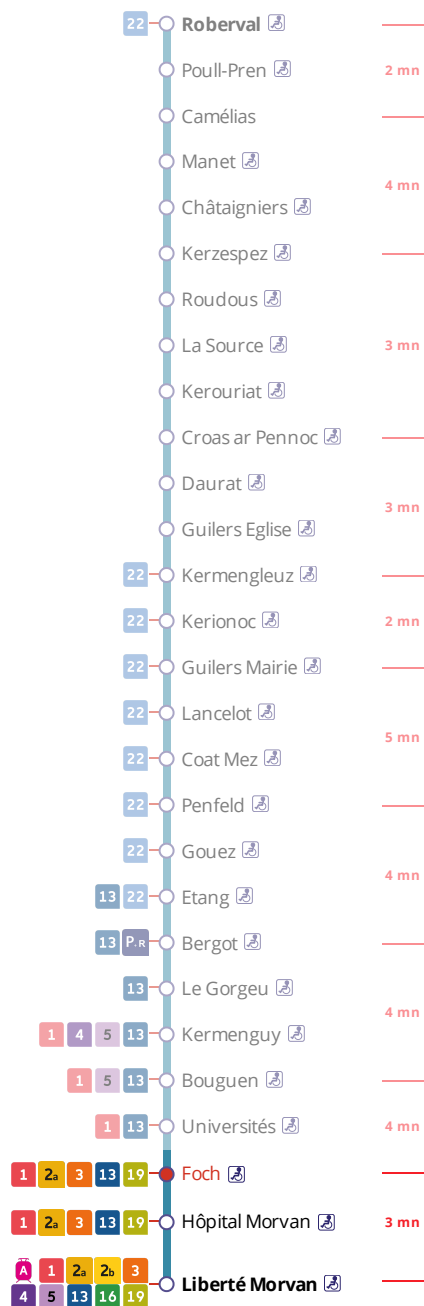 22 Roberval
Poull-Pren 2 mn
Camélias
Manet
4 mn
Châtaigniers
Kerzespez
Roudous
La Source 3 mn
Kerouriat
Croas ar Pennoc
Daurat
3 mn
Guilers Eglise
22 Kermengleuz
22 Kerionoc 2 mn
22 Guilers Mairie
22 Lancelot
5 mn
22 Coat Mez
22 Penfeld
22 Gouez
4 mn
13 22 Etang
13 P+R Bergot
13 Le Gorgeu
4 mn
1 4 5 13 Kermenguy
1 5 13 Bouguen
1 13 Universités 4 mn
1 2a 3 13 19 Foch
1 2a 3 13 19 Hôpital Morvan 3 mn
A 1 2a 2b 3
4 5 13 16 19 Liberté Morvan